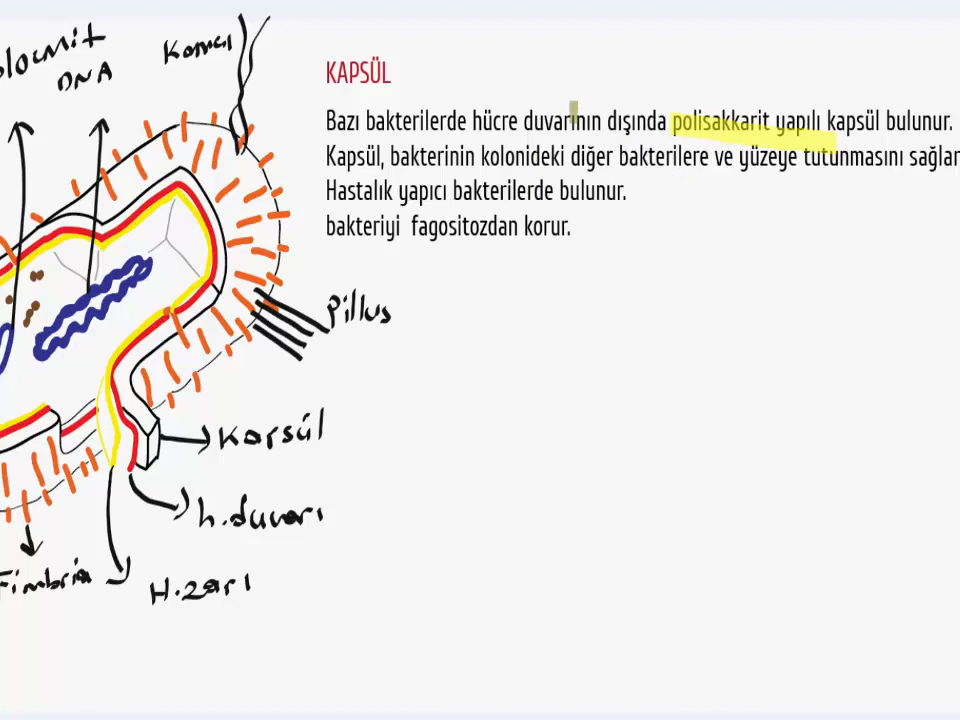 DNA
Kamçı
KAPSÜL
Bazı bakterilerde hücre duvarının dışında polisakkarit yapılı kapsül bulunur.
Kapsül, bakterinin kolonideki diğer bakterilere ve yüzeye tutunmasını sağlar
Hastalık yapıcı bakterilerde bulunur.
bakteriyi fagositozdan korur.
Pillus
Karsül
h.duvarı
Fimbria
H.zarı